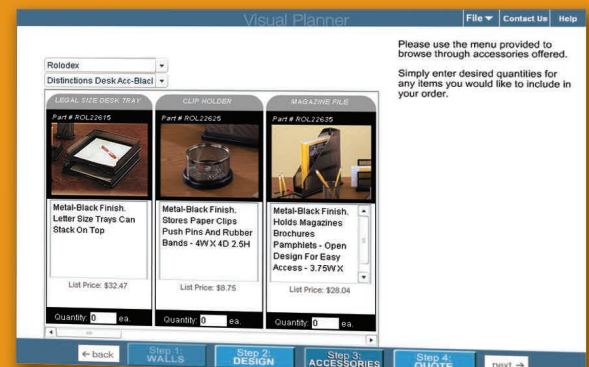 Visual Planner
File
Contact Us
Help
Please use the menu provided to
browse through accessories offered.
Simply enter desired quantities for
any items you would like to include in
your order.
Rolodex
Distinctions Desk Acc-Blacl
LEGAL SIZE DESK TRAY
Part # ROL22615
Metal-Black Finish.
Letter Size Trays Can
Stack On Top
List Price: $32.47
Quantity: 0 ea.
CLIP HOLDER
Part # ROL22625
Metal-Black Finish.
Stores Paper Clips
Push Pins And Rubber
Bands - 4W X 4D 2.5H
List Price: $8.75
Quantity: 0 ea.
MAGAZINE FILE
Part # ROL22635
Metal-Black Finish.
Holds Magazines
Brochures
Pamphlets - Open
Design For Easy
Access - 3.75W X
List Price: $28.04
Quantity: 0 ea.
← back
Step 1:
WALLS
Step 2:
DESIGN
Step 3:
ACCESSORIES
Step 4:
QUOTE
next →